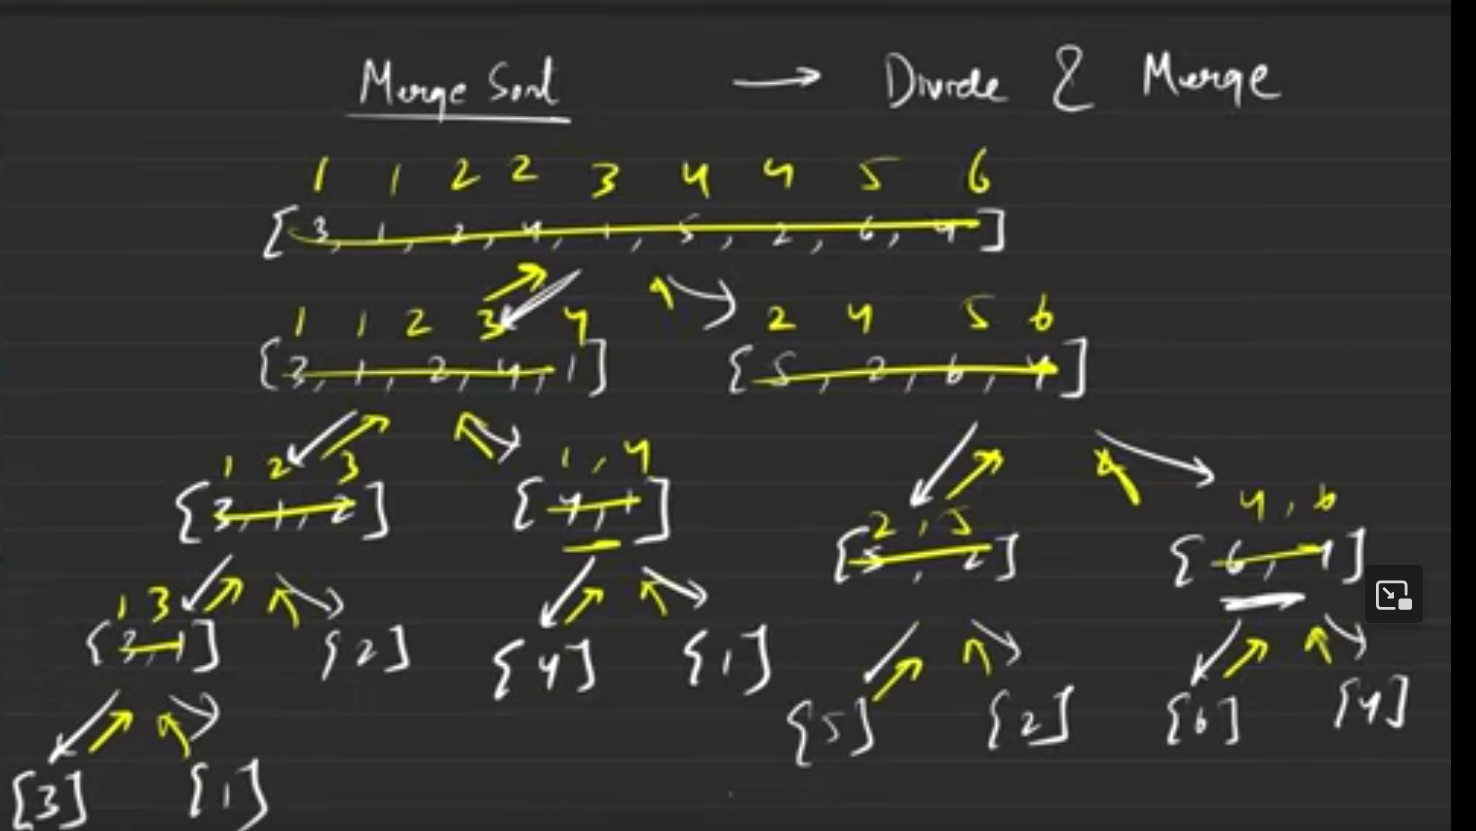 Merge Sort → Divide & Merge
1 1 2 2 3 4 4 5 6
[3, 1, 2, 4, 1, 5, 2, 6, 4]
1 1 2 3 4 2 4 5 6
[3, 1, 2, 4, 1] [5, 2, 6, 4]
1 2 3 1, 4 2, 5 4, 6
[3, 1, 2] [4, 1] [5, 2] [6, 4]
1 3
[3, 1] [2] [4] [1] [5] [2] [6] [4]
[3] [1]